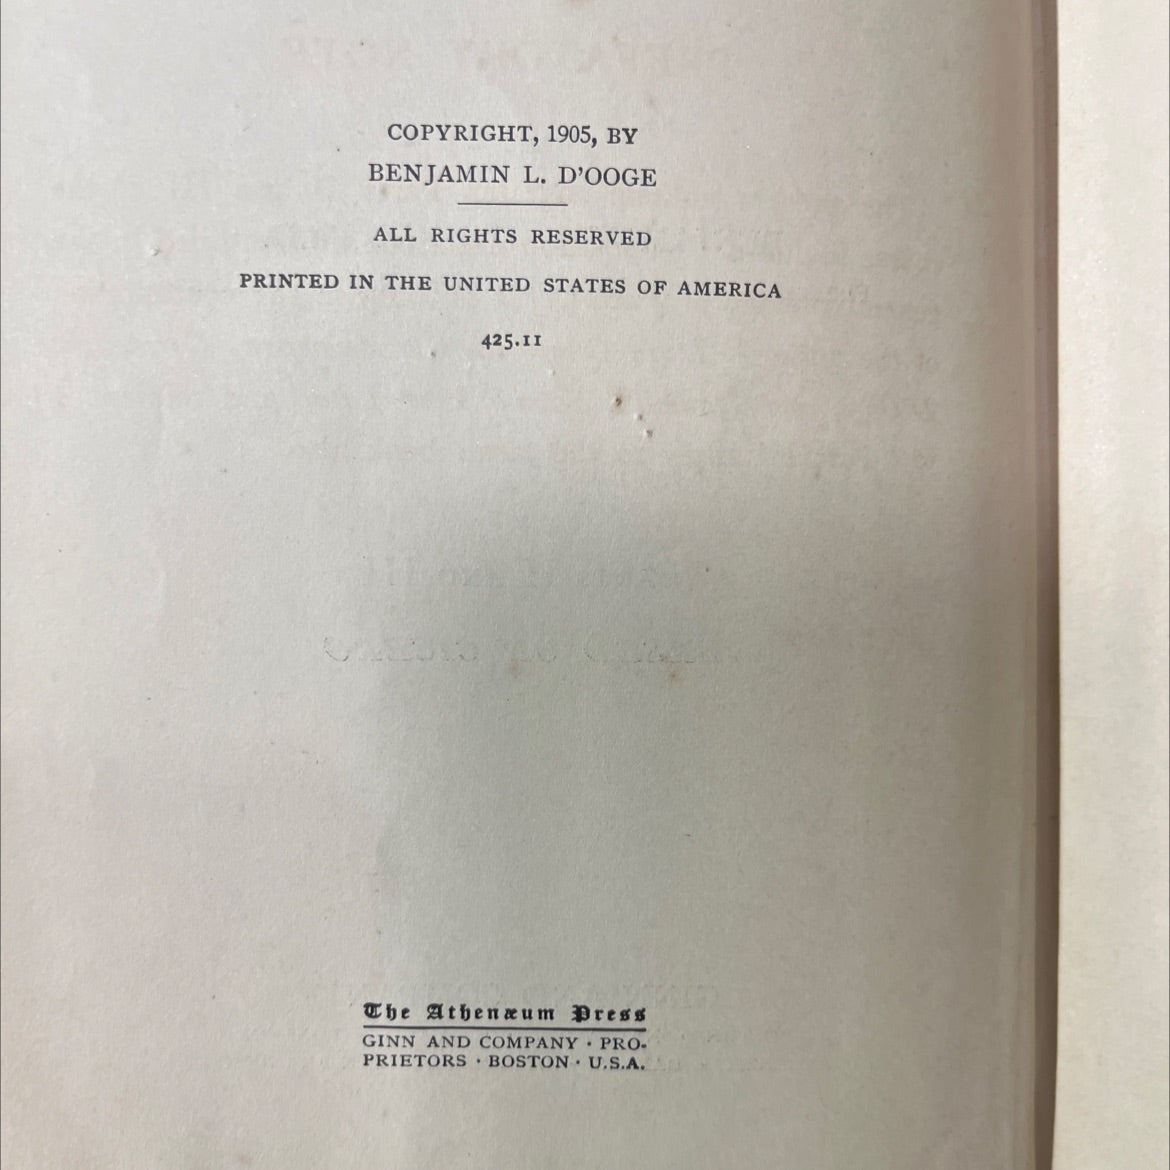 COPYRIGHT, 1905, BY
BENJAMIN L. D'OOGE
ALL RIGHTS RESERVED
PRINTED IN THE UNITED STATES OF AMERICA
425.11
The Athenæum Press
GINN AND COMPANY · PRO-
PRIETORS · BOSTON · U.S.A.